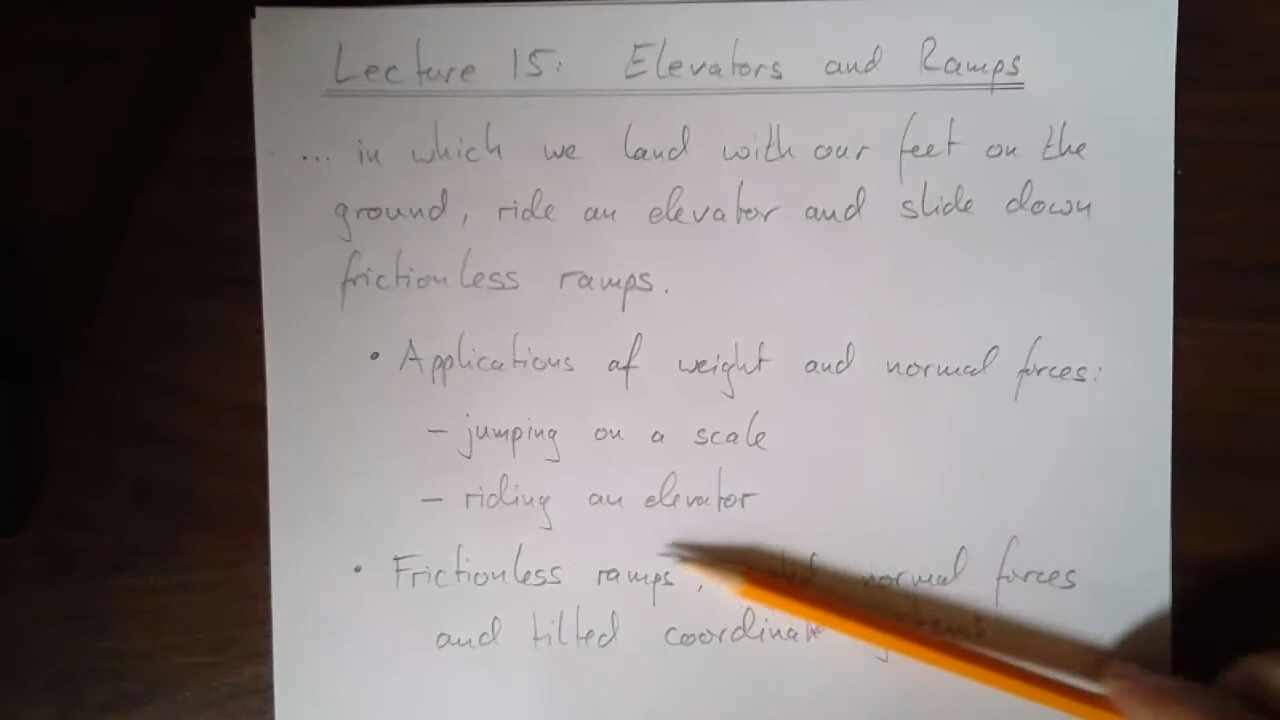 Lecture 15: Elevators and Ramps
... in which we land with our feet on the
ground, ride an elevator and slide down
frictionless ramps.
• Applications of weight and normal forces:
– jumping on a scale
– riding an elevator
• Frictionless ramps, normal forces
and tilted